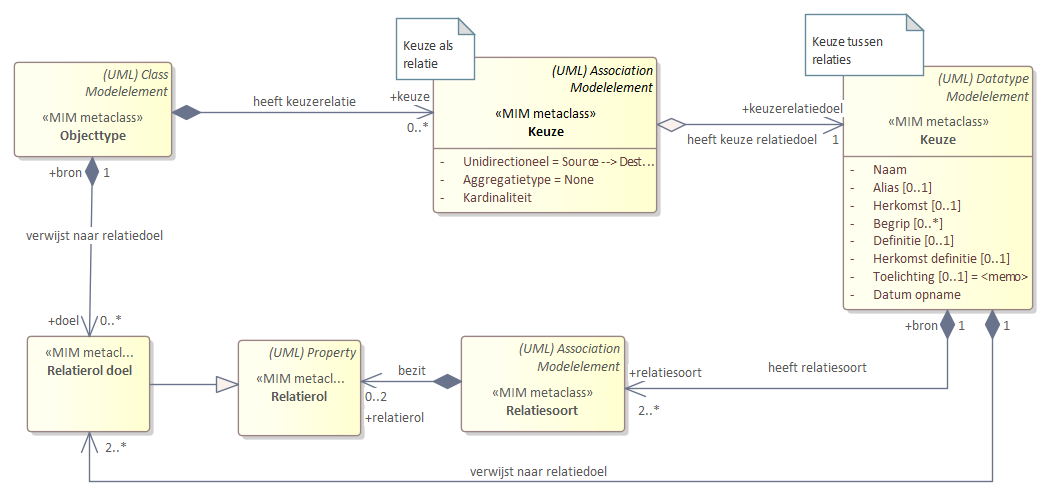 Keuze als
relatie
Keuze tussen
relaties
(UML) Class
Modelelement
«MIM metaclass»
Objecttype
heeft keuzerelatie
+keuze
0..*
(UML) Association
Modelelement
«MIM metaclass»
Keuze
- Unidirectioneel = Source --> Dest...
- Aggregatietype = None
- Kardinaliteit
+keuzerelatiedoel
heeft keuze relatiedoel
1
(UML) Datatype
Modelelement
«MIM metaclass»
Keuze
- Naam
- Alias [0..1]
- Herkomst [0..1]
- Begrip [0..*]
- Definitie [0..1]
- Herkomst definitie [0..1]
- Toelichting [0..1] = <memo>
- Datum opname
+bron
1
verwijst naar relatiedoel
+doel
0..*
«MIM metacl...
Relatierol doel
2..*
(UML) Property
«MIM metacl...
Relatierol
bezit
0..2
+relatierol
(UML) Association
Modelelement
«MIM metaclass»
Relatiesoort
+relatiesoort
2..*
heeft relatiesoort
+bron
1
1
verwijst naar relatiedoel